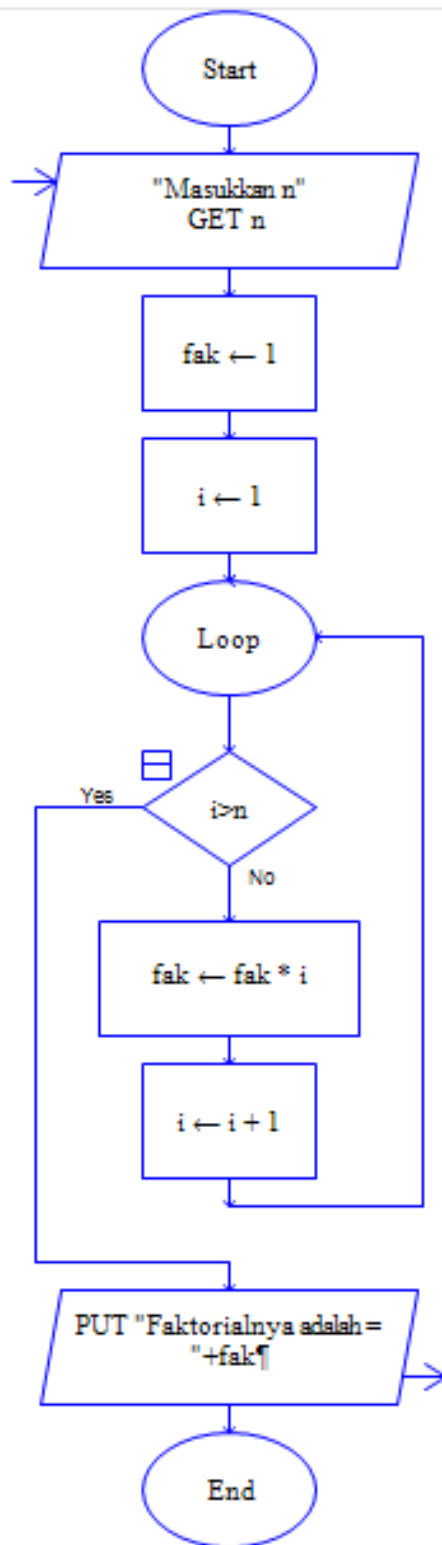 Start
"Masukkan n"
GET n
fak ← 1
i ← 1
Loop
i>n
Yes
No
fak ← fak * i
i ← i + 1
PUT "Faktorialnya adalah =
"+fak¶
End